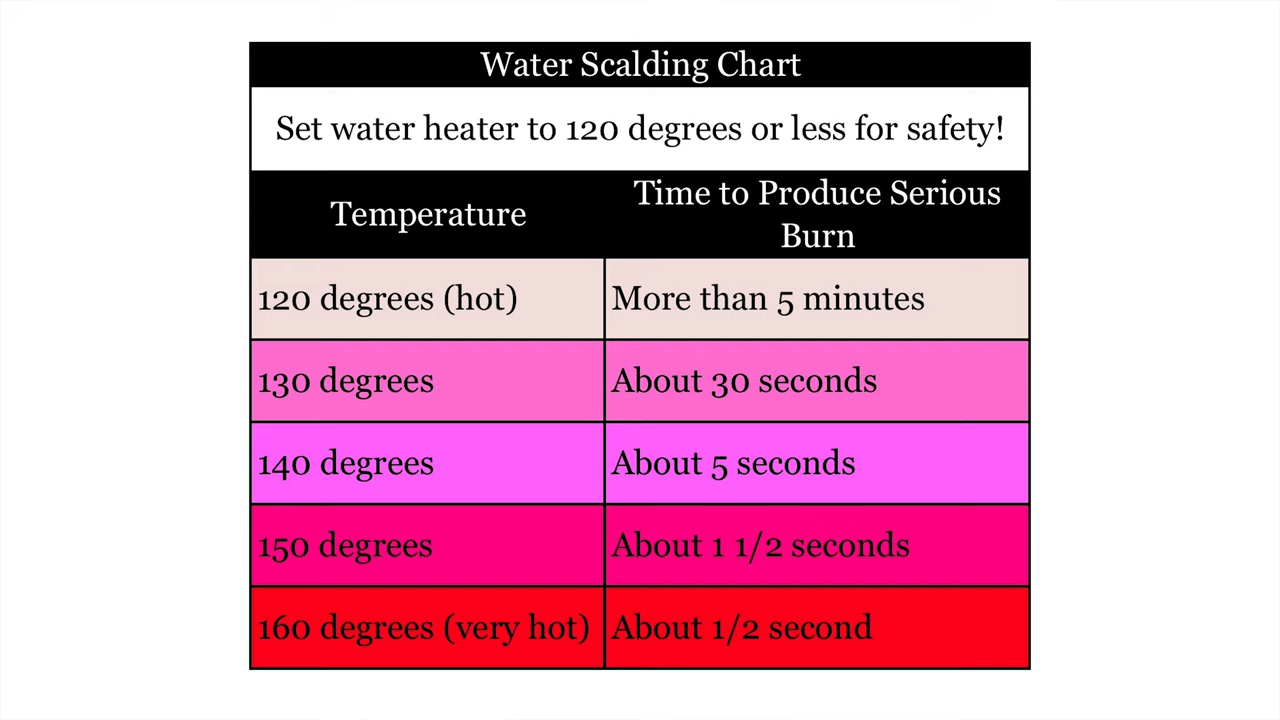 Water Scalding Chart
Set water heater to 120 degrees or less for safety!
Temperature
Time to Produce Serious
Burn
120 degrees (hot)
More than 5 minutes
130 degrees
About 30 seconds
140 degrees
About 5 seconds
150 degrees
About 1 1/2 seconds
160 degrees (very hot)
About 1/2 second